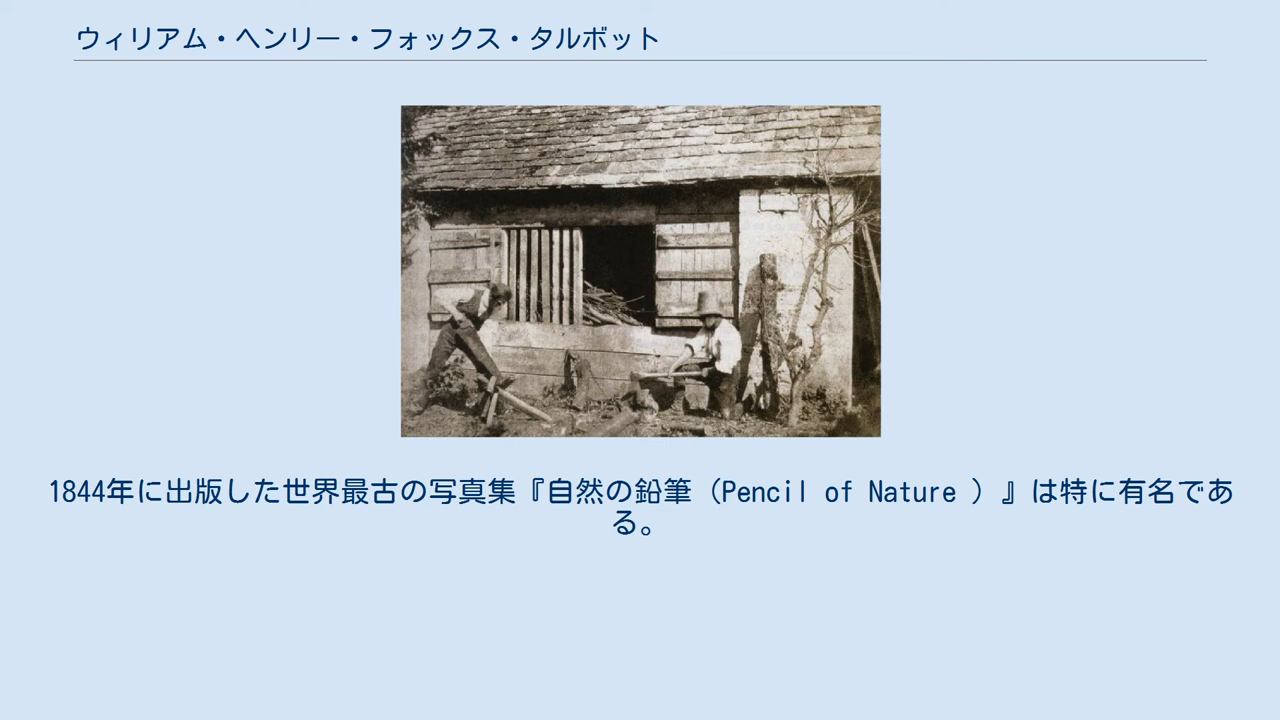 ウィリアム・ヘンリー・フォックス・タルボット
1844年に出版した世界最古の写真集『自然の鉛筆（Pencil of Nature ）』は特に有名であ
る。